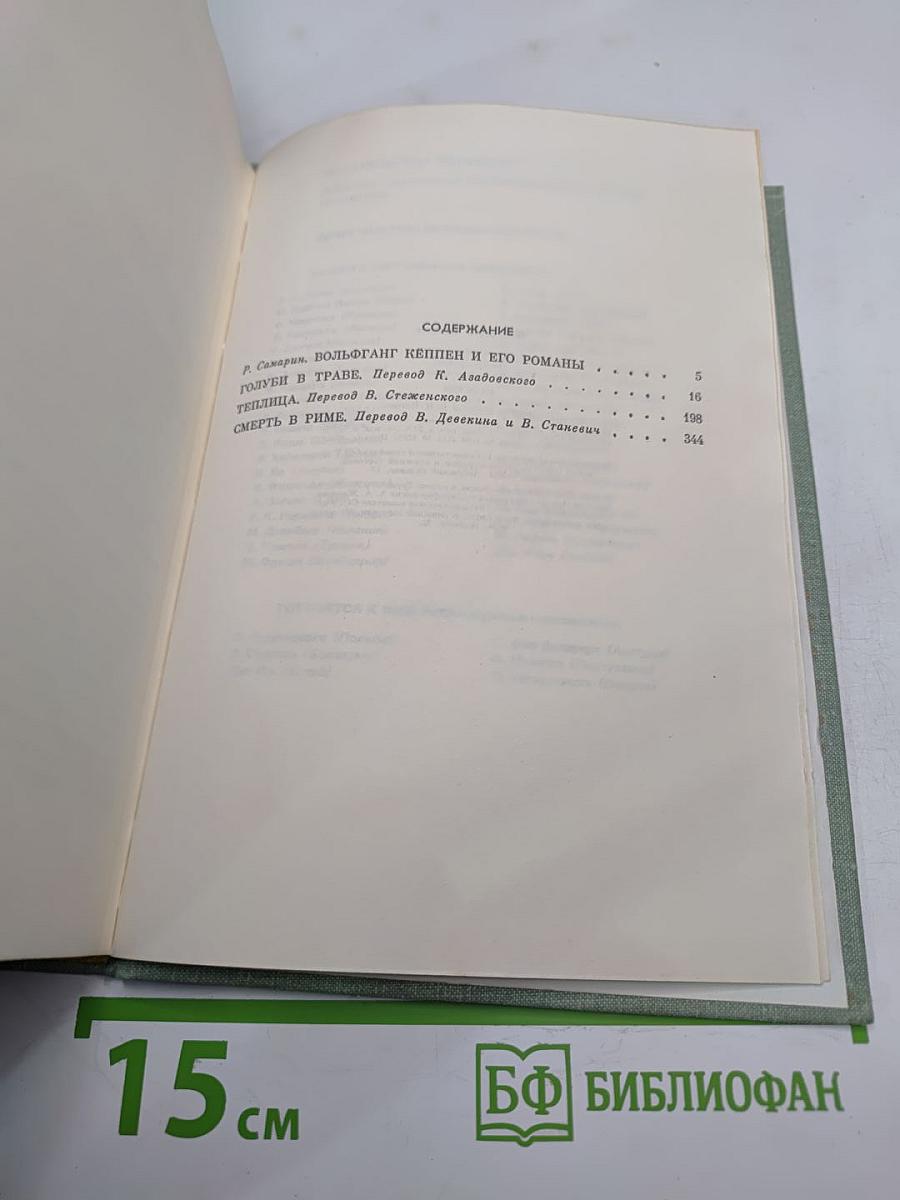 СОДЕРЖАНИЕ
Р. Самарин. ВОЛЬФГАНГ КЁППЕН И ЕГО РОМАНЫ . . . . . 5
ГОЛУБИ В ТРАВЕ. Перевод К. Азадовского . . . . . . . 16
ТЕПЛИЦА. Перевод В. Стеженского . . . . . . . . . . . 198
СМЕРТЬ В РИМЕ. Перевод В. Девекина и В. Станевич . . . . 344
15 см
БФ БИБЛИОФАН